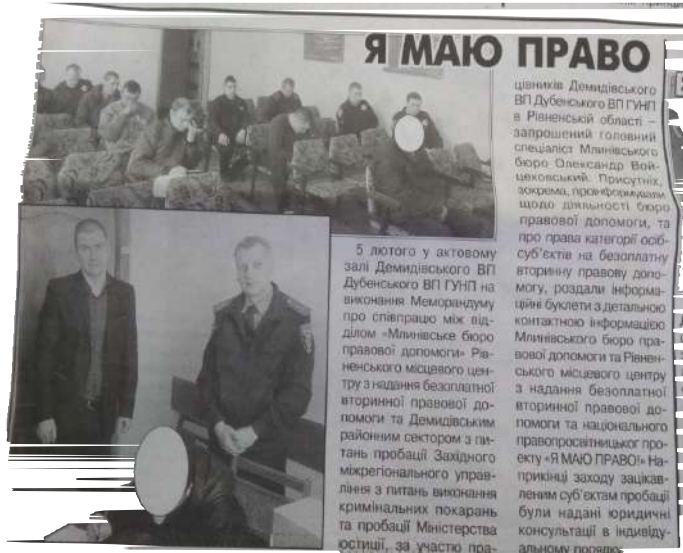 Я МАЮ ПРАВО
5 лютого у актовому
залі Демидівського ВП
Дубенського ВП ГУНП на
виконання Меморандуму
про співпрацю між від-
ділом «Млинівське бюро
правової допомоги» Рів-
ненського місцевого цен-
тру з надання безоплатної
вторинної правової до-
помоги та Демидівським
районним сектором з пи-
тань пробації Західного
міжрегіонального управ-
ління з питань виконання
кримінальних покарань
та пробації Міністерства
юстиції, за участю пра-
цівників Демидівського
ВП Дубенського ВП ГУНП
в Рівненській області –
запрошений головний
спеціаліст Млинівського
бюро Олександр Вой-
цеховський. Присутніх,
зокрема, проінформували
щодо діяльності бюро
правової допомоги, та
про права категорії осіб-
суб'єктів на безоплатну
вторинну правову допо-
могу, роздали інформа-
ційні буклети з детальною
контактною інформацією
Млинівського бюро пра-
вової допомоги та Рівнен-
ського місцевого центру
з надання безоплатної
вторинної правової до-
помоги та національного
правопросвітницького про-
екту «Я МАЮ ПРАВО!» На-
прикінці заходу зацікав-
леним суб'єктам пробації
були надані юридичні
консультації в індивіду-
альному порядку.